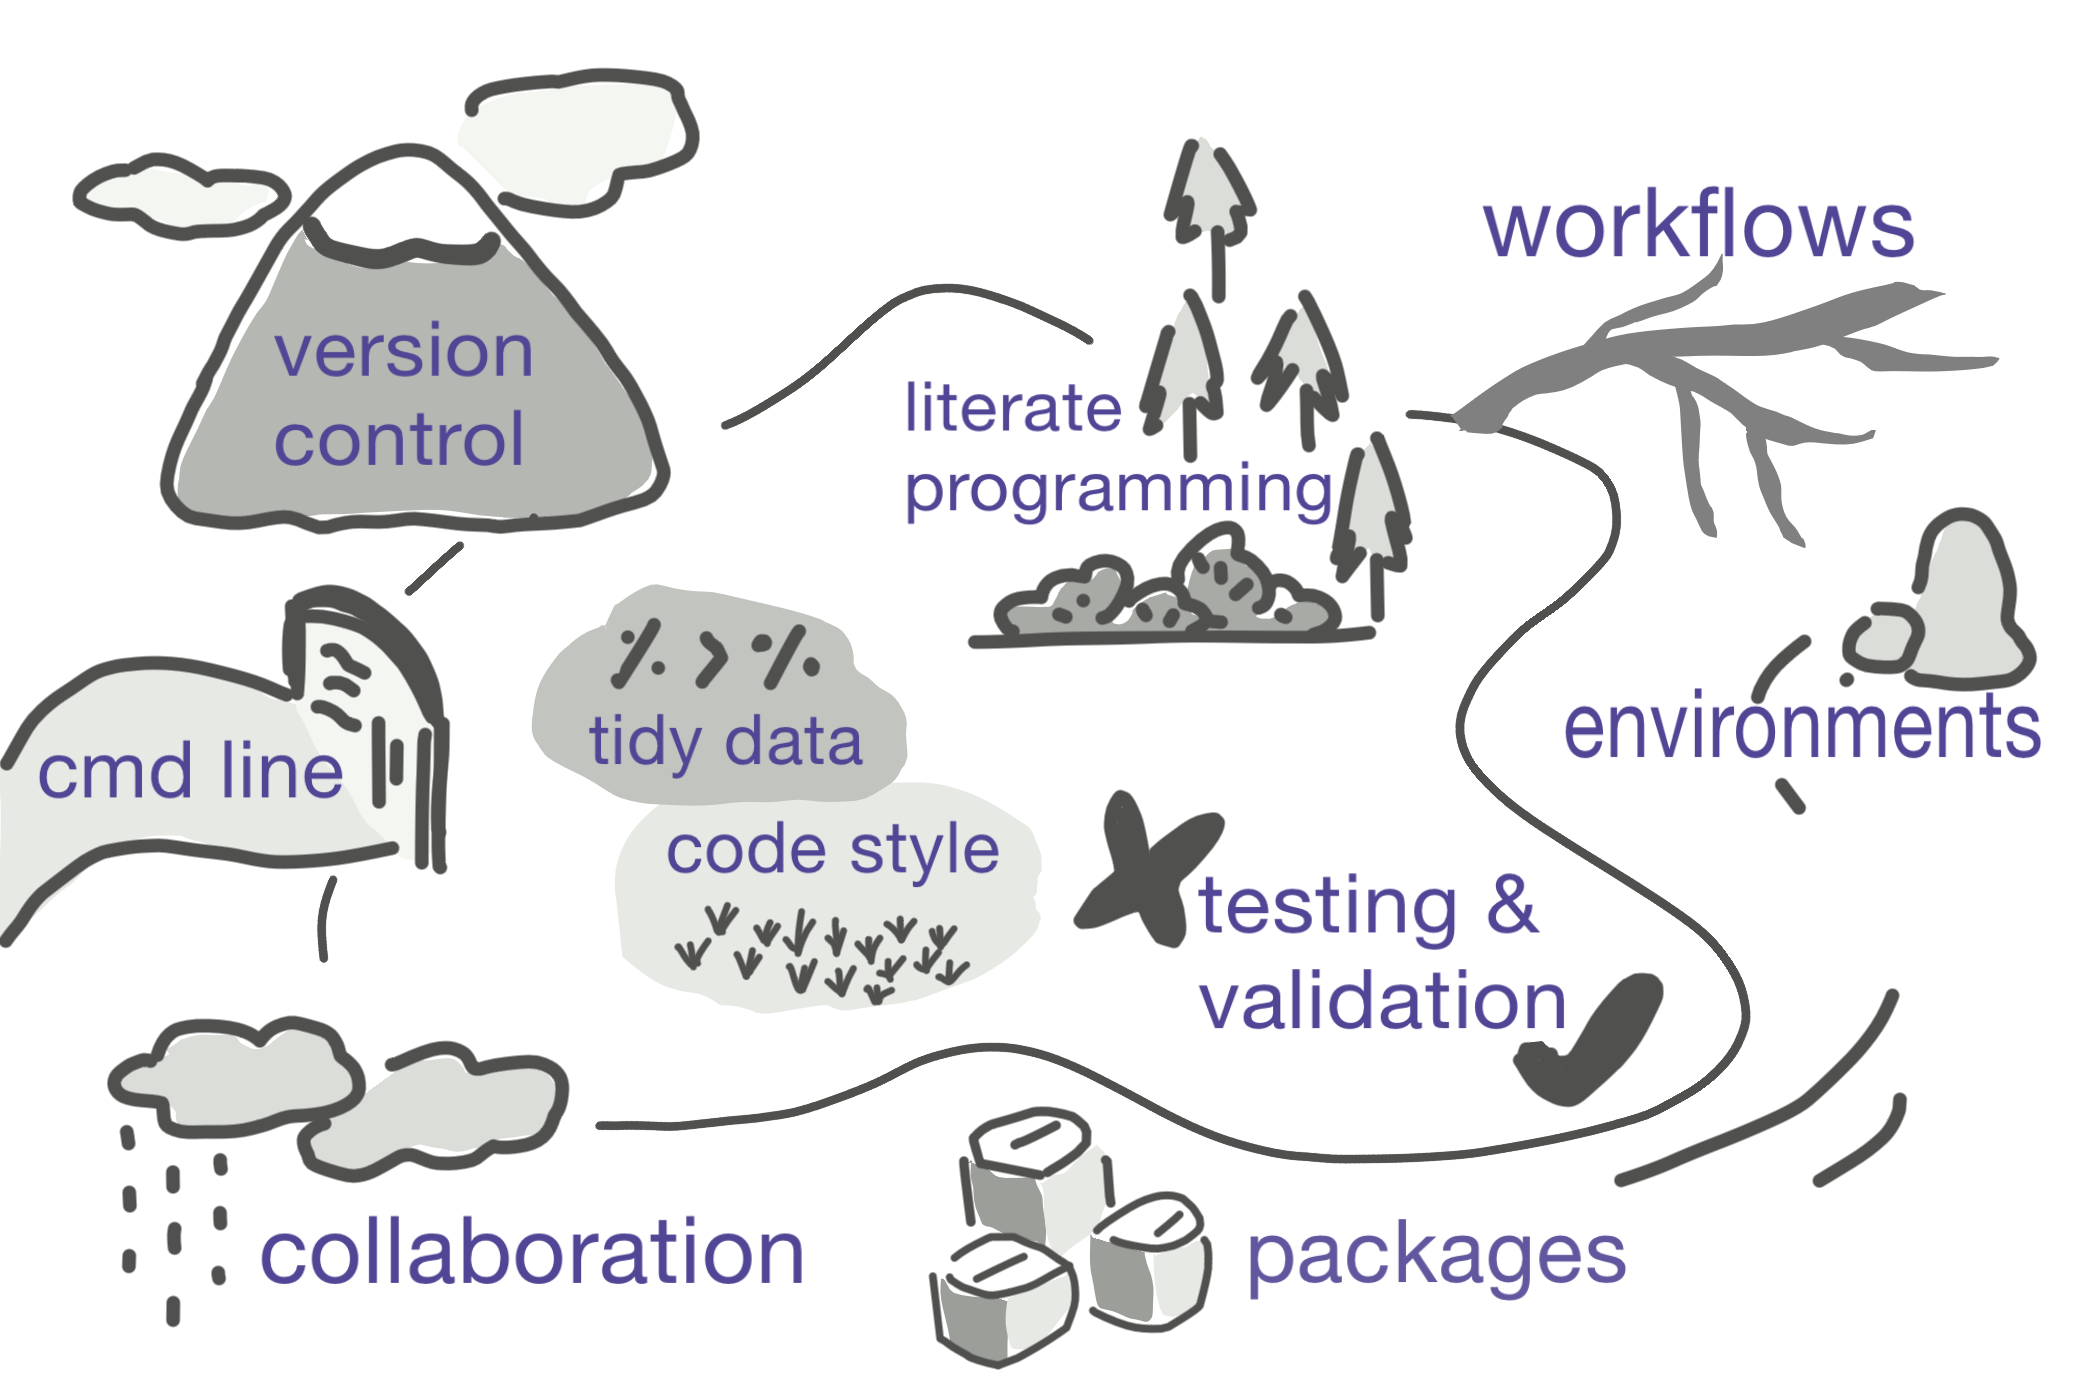 version
control
literate
programming
workflows
cmd line
%>%
tidy data
code style
environments
testing &
validation
collaboration
packages